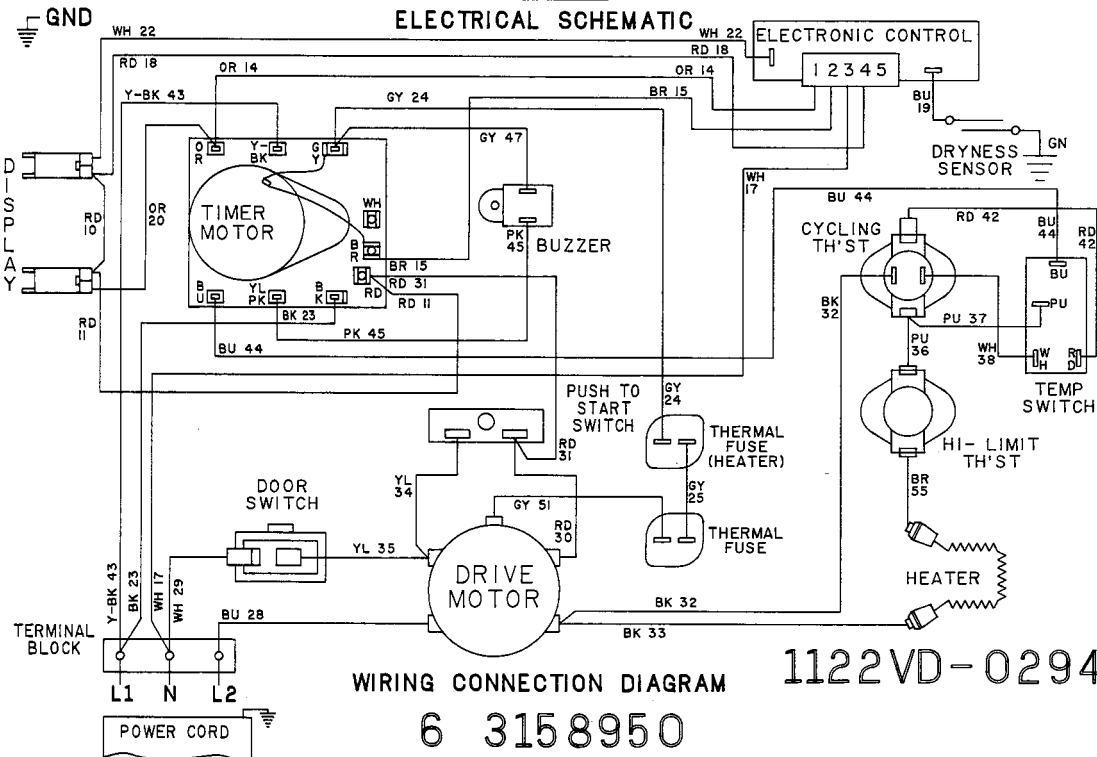 GND
ELECTRICAL SCHEMATIC
WH 22
WH 22
ELECTRONIC CONTROL
RD 18
RD 18
OR 14
OR 14
1 2 3 4 5
Y-BK 43
GY 24
BR 15
BU 19
GY 47
GN
DRYNESS SENSOR
DISPLAY
OR
Y-BK
GY
WH 17
BU 44
RD 42
BU 44
RD 42
RD 10
OR 20
TIMER MOTOR
WH
PK 45
BUZZER
CYCLING TH'ST
BR
BR 15
RD 31
RD
RD 11
BU
YL PK
BK
BU
RD 11
BK 23
BK 32
PU
PU 37
PK 45
BU 44
PU 36
WH 38
WH
RD
TEMP SWITCH
PUSH TO START SWITCH
GY 24
RD 31
THERMAL FUSE (HEATER)
HI-LIMIT TH'ST
YL 34
GY 25
BR 55
DOOR SWITCH
GY 51
RD 30
THERMAL FUSE
YL 35
DRIVE MOTOR
HEATER
Y-BK 43
BK 23
WH 17
WH 29
BU 28
BK 32
BK 33
TERMINAL BLOCK
L1 N L2
WIRING CONNECTION DIAGRAM
1122VD-0294
POWER CORD
6 3158950